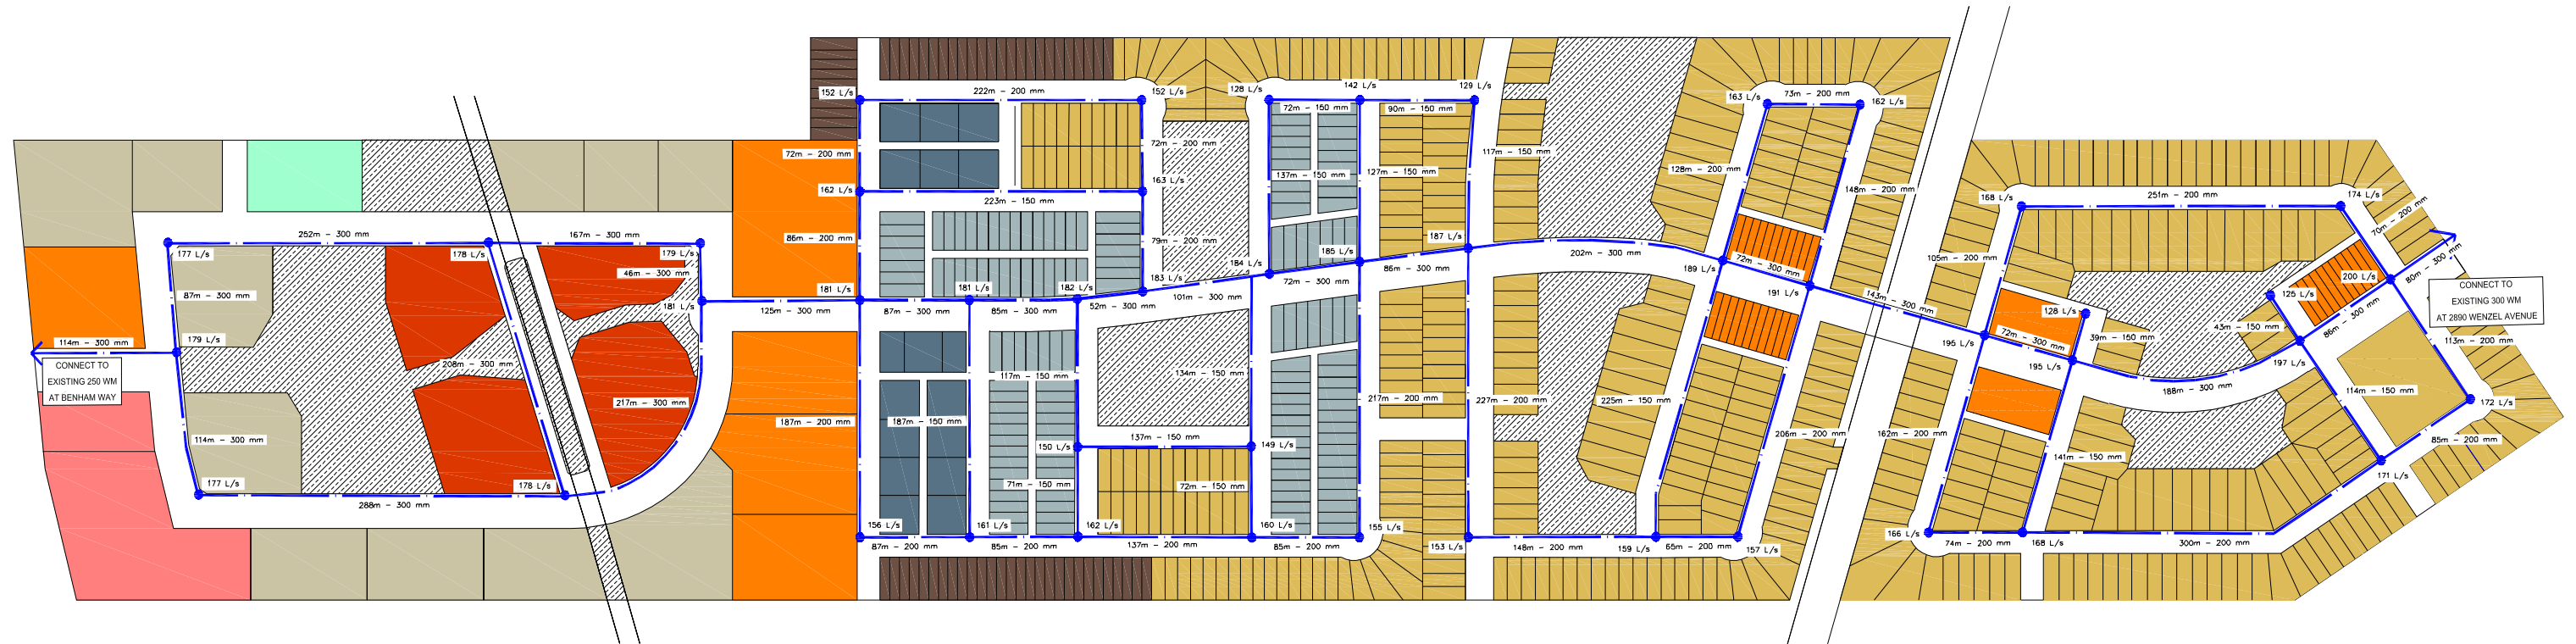 152 L/s
222m - 200 mm
152 L/s
128 L/s
142 L/s
129 L/s
72m - 150 mm
90m - 150 mm
163 L/s
73m - 200 mm
162 L/s
72m - 200 mm
72m - 200 mm
117m - 150 mm
162 L/s
163 L/s
137m - 150 mm
127m - 150 mm
128m - 200 mm
148m - 200 mm
223m - 150 mm
168 L/s
251m - 200 mm
174 L/s
70m - 200 mm
252m - 300 mm
167m - 300 mm
86m - 200 mm
79m - 200 mm
187 L/s
177 L/s
178 L/s
179 L/s
185 L/s
202m - 300 mm
46m - 300 mm
184 L/s
86m - 300 mm
189 L/s
72m - 300 mm
105m - 200 mm
200 L/s
80m - 300 mm
87m - 300 mm
181 L/s
181 L/s
181 L/s
182 L/s
183 L/s
101m - 300 mm
72m - 300 mm
191 L/s
143m - 300 mm
125 L/s
CONNECT TO
EXISTING 300 WM
AT 2890 WENZEL AVENUE
125m - 300 mm
87m - 300 mm
85m - 300 mm
52m - 300 mm
128 L/s
43m - 150 mm
86m - 300 mm
179 L/s
114m - 300 mm
196 L/s
72m - 300 mm
39m - 150 mm
113m - 200 mm
CONNECT TO
EXISTING 250 WM
AT BENHAM WAY
208m - 300 mm
117m - 150 mm
134m - 150 mm
195 L/s
197 L/s
188m - 300 mm
114m - 150 mm
217m - 300 mm
217m - 200 mm
227m - 200 mm
225m - 150 mm
172 L/s
187m - 200 mm
187m - 150 mm
137m - 150 mm
206m - 200 mm
162m - 200 mm
85m - 200 mm
114m - 300 mm
150 L/s
149 L/s
141m - 150 mm
171 L/s
177 L/s
178 L/s
71m - 150 mm
72m - 150 mm
288m - 300 mm
156 L/s
161 L/s
162 L/s
160 L/s
155 L/s
166 L/s
87m - 200 mm
85m - 200 mm
137m - 200 mm
85m - 200 mm
153 L/s
148m - 200 mm
159 L/s
65m - 200 mm
157 L/s
74m - 200 mm
168 L/s
300m - 200 mm